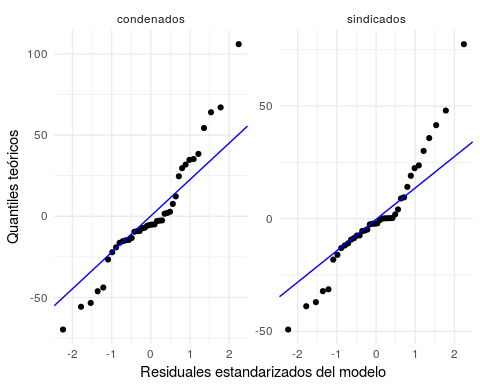 condenados
sindicados
100
50
0
-50
50
0
-50
-2 -1 0 1 2
-2 -1 0 1 2
Quantiles teóricos
Residuales estandarizados del modelo